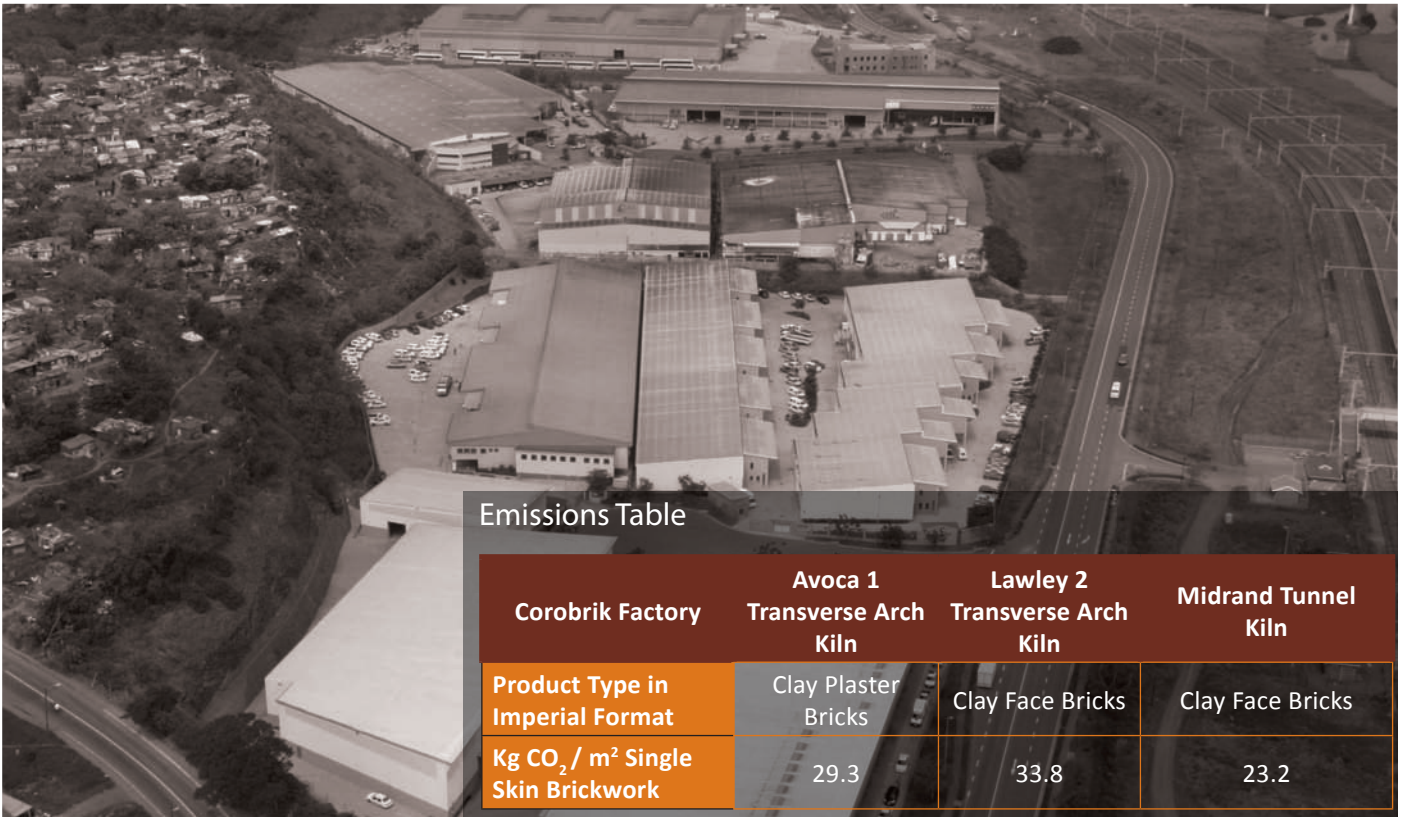 Emissions Table
Corobrik Factory
Avoca 1
Transverse Arch
Kiln
Lawley 2
Transverse Arch
Kiln
Midrand Tunnel
Kiln
Product Type in
Imperial Format
Clay Plaster
Bricks
Clay Face Bricks
Clay Face Bricks
Kg CO₂ / m² Single
Skin Brickwork
29.3
33.8
23.2